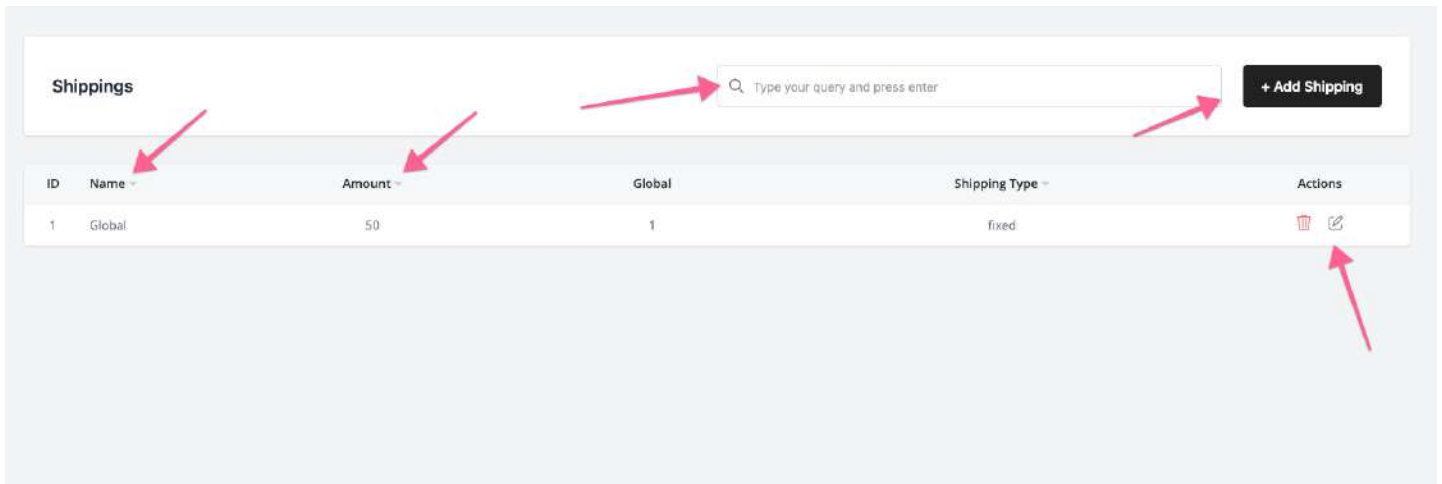 Shippings
Type your query and press enter
+ Add Shipping
ID Name Amount Global Shipping Type Actions
1 Global 50 1 fixed